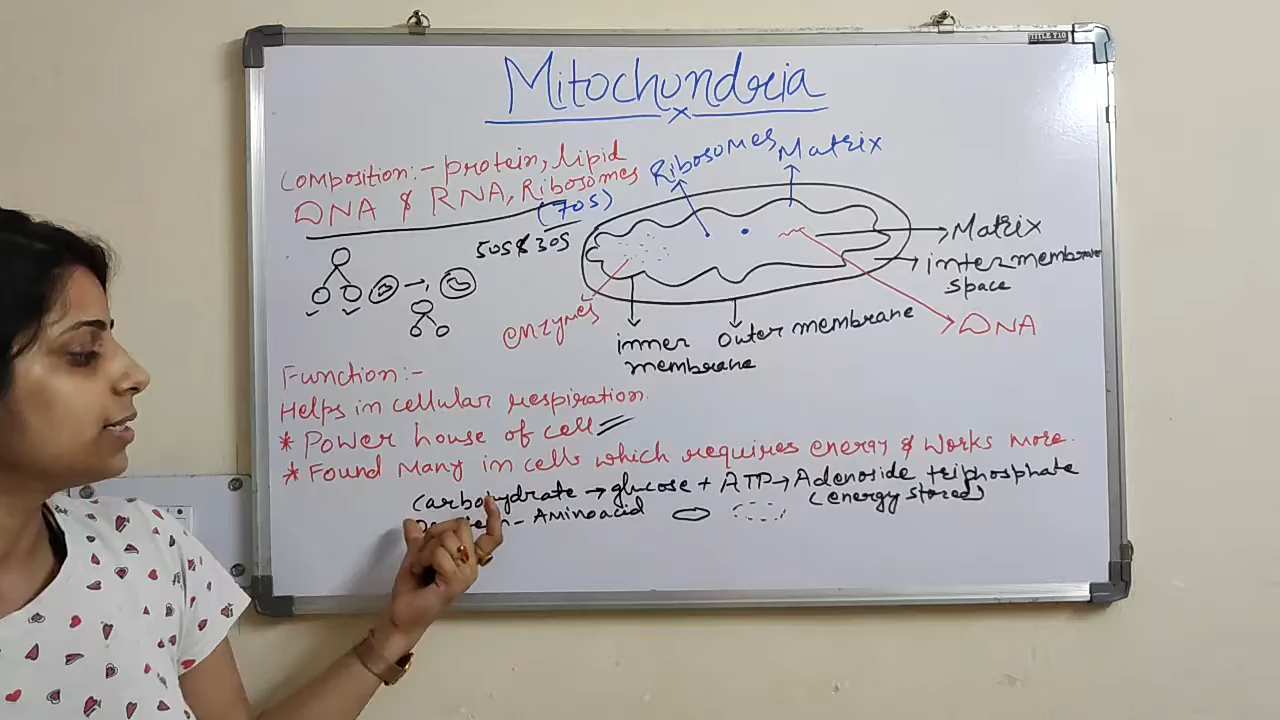 Mitochondria
Composition:- protein, lipid
DNA & RNA, Ribosomes
(70S)
50S & 30S
Ribosomes
Matrix
Matrix
intermembrane
space
DNA
enzymes
inner
membrane
outer membrane
Function:-
Helps in cellular respiration.
* Power house of cell
* Found Many in cells which requires energy & works more.
carbohydrate → glucose + ATP → Adenoside triphosphate
(energy stored)
- Aminoacid
TITLE T10